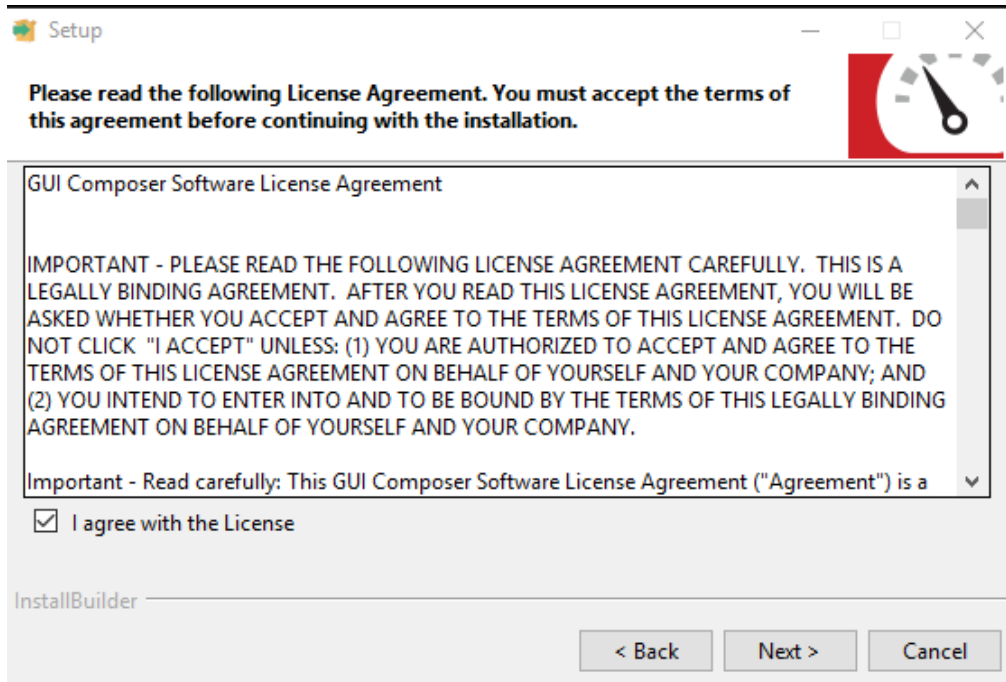 Setup
Please read the following License Agreement. You must accept the terms of
this agreement before continuing with the installation.
GUI Composer Software License Agreement
IMPORTANT - PLEASE READ THE FOLLOWING LICENSE AGREEMENT CAREFULLY.  THIS IS A
LEGALLY BINDING AGREEMENT.  AFTER YOU READ THIS LICENSE AGREEMENT, YOU WILL BE
ASKED WHETHER YOU ACCEPT AND AGREE TO THE TERMS OF THIS LICENSE AGREEMENT.  DO
NOT CLICK  "I ACCEPT" UNLESS: (1) YOU ARE AUTHORIZED TO ACCEPT AND AGREE TO THE
TERMS OF THIS LICENSE AGREEMENT ON BEHALF OF YOURSELF AND YOUR COMPANY; AND
(2) YOU INTEND TO ENTER INTO AND TO BE BOUND BY THE TERMS OF THIS LEGALLY BINDING
AGREEMENT ON BEHALF OF YOURSELF AND YOUR COMPANY.
Important - Read carefully: This GUI Composer Software License Agreement ("Agreement") is a
I agree with the License
InstallBuilder
< Back Next > Cancel